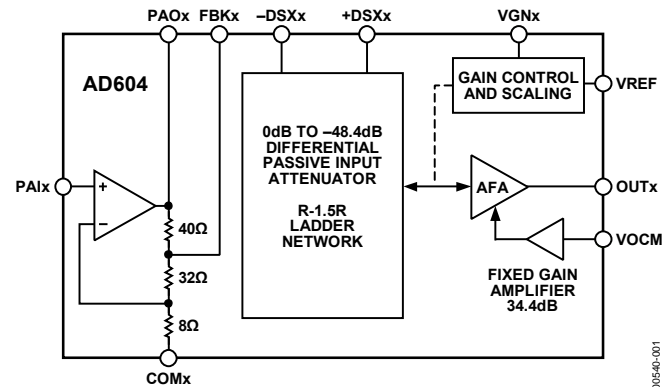 PAOx FBKx –DSXx +DSXx VGNx
AD604
GAIN CONTROL
AND SCALING
VREF
0dB TO –48.4dB
DIFFERENTIAL
PASSIVE INPUT
ATTENUATOR
R-1.5R
LADDER
NETWORK
PAIx
+
–
AFA
OUTx
VOCM
40Ω
32Ω
8Ω
FIXED GAIN
AMPLIFIER
34.4dB
COMx
00540-001